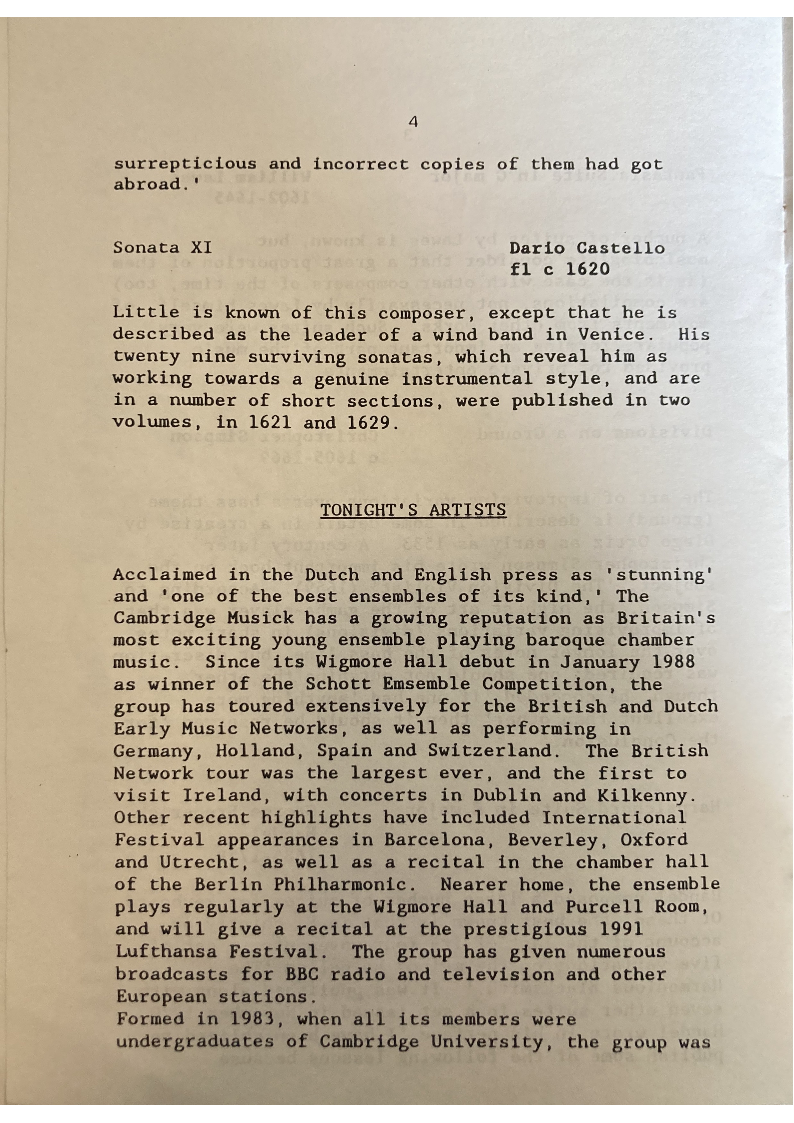 4
surrepticious and incorrect copies of them had got
abroad.'
Sonata XI Dario Castello
fl c 1620
Little is known of this composer, except that he is
described as the leader of a wind band in Venice. His
twenty nine surviving sonatas, which reveal him as
working towards a genuine instrumental style, and are
in a number of short sections, were published in two
volumes, in 1621 and 1629.
TONIGHT'S ARTISTS
Acclaimed in the Dutch and English press as 'stunning'
and 'one of the best ensembles of its kind,' The
Cambridge Musick has a growing reputation as Britain's
most exciting young ensemble playing baroque chamber
music. Since its Wigmore Hall debut in January 1988
as winner of the Schott Emsemble Competition, the
group has toured extensively for the British and Dutch
Early Music Networks, as well as performing in
Germany, Holland, Spain and Switzerland. The British
Network tour was the largest ever, and the first to
visit Ireland, with concerts in Dublin and Kilkenny.
Other recent highlights have included International
Festival appearances in Barcelona, Beverley, Oxford
and Utrecht, as well as a recital in the chamber hall
of the Berlin Philharmonic. Nearer home, the ensemble
plays regularly at the Wigmore Hall and Purcell Room,
and will give a recital at the prestigious 1991
Lufthansa Festival. The group has given numerous
broadcasts for BBC radio and television and other
European stations.
Formed in 1983, when all its members were
undergraduates of Cambridge University, the group was